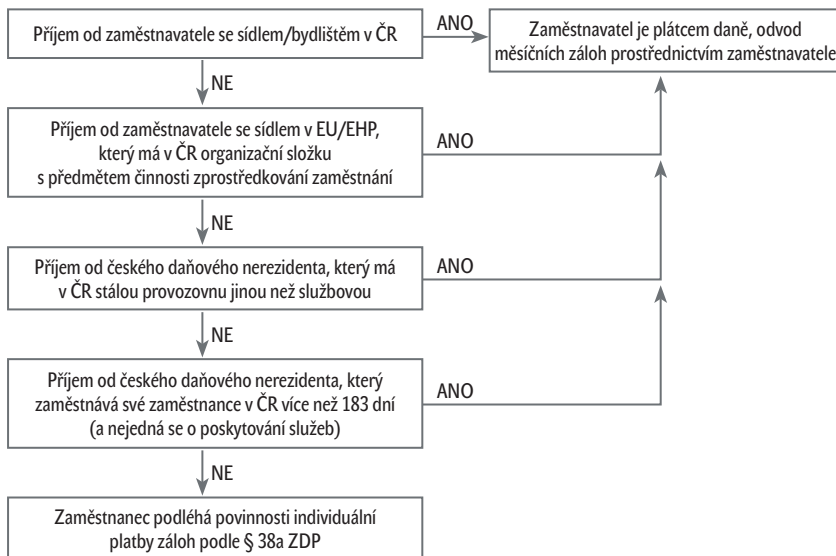 Příjem od zaměstnavatele se sídlem/bydlištěm v ČR
ANO
Zaměstnavatel je plátcem daně, odvod
měsíčních záloh prostřednictvím zaměstnavatele
NE
Příjem od zaměstnavatele se sídlem v EU/EHP,
který má v ČR organizační složku
s předmětem činnosti zprostředkování zaměstnání
ANO
NE
Příjem od českého daňového nerezidenta, který má
v ČR stálou provozovnu jinou než službovou
ANO
NE
Příjem od českého daňového nerezidenta, který
zaměstnává své zaměstnance v ČR více než 183 dní
(a nejedná se o poskytování služeb)
ANO
NE
Zaměstnanec podléhá povinnosti individuální
platby záloh podle § 38a ZDP